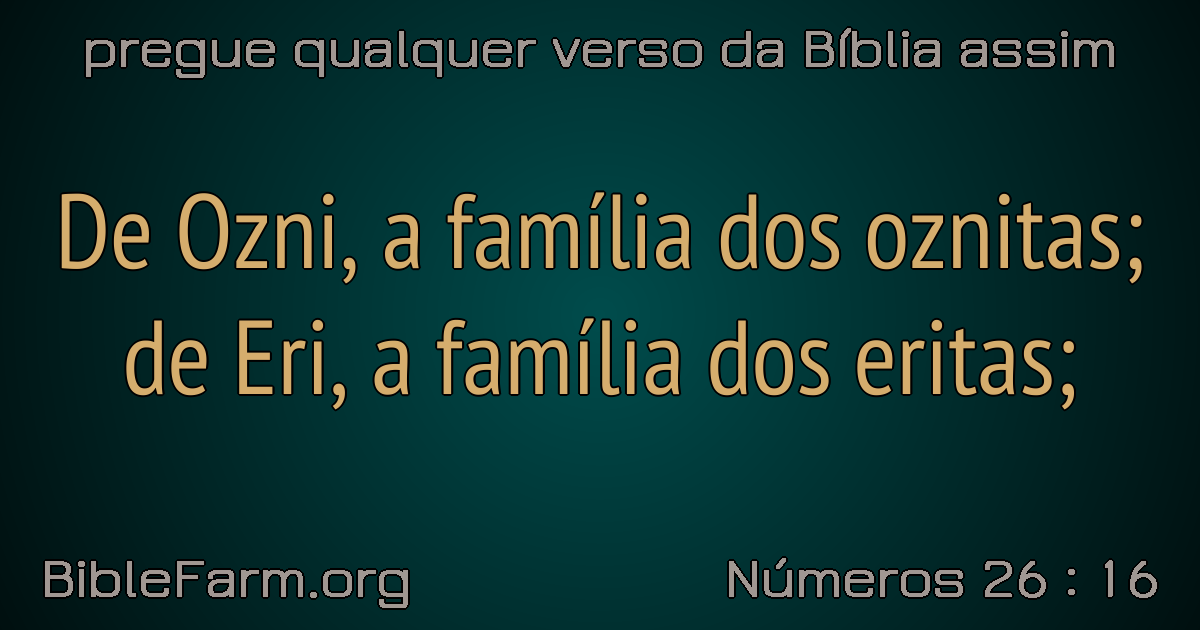 pregue qualquer verso da Bíblia assim
De Ozni, a família dos oznitas;
de Eri, a família dos eritas;
BibleFarm.org
Números 26 : 16